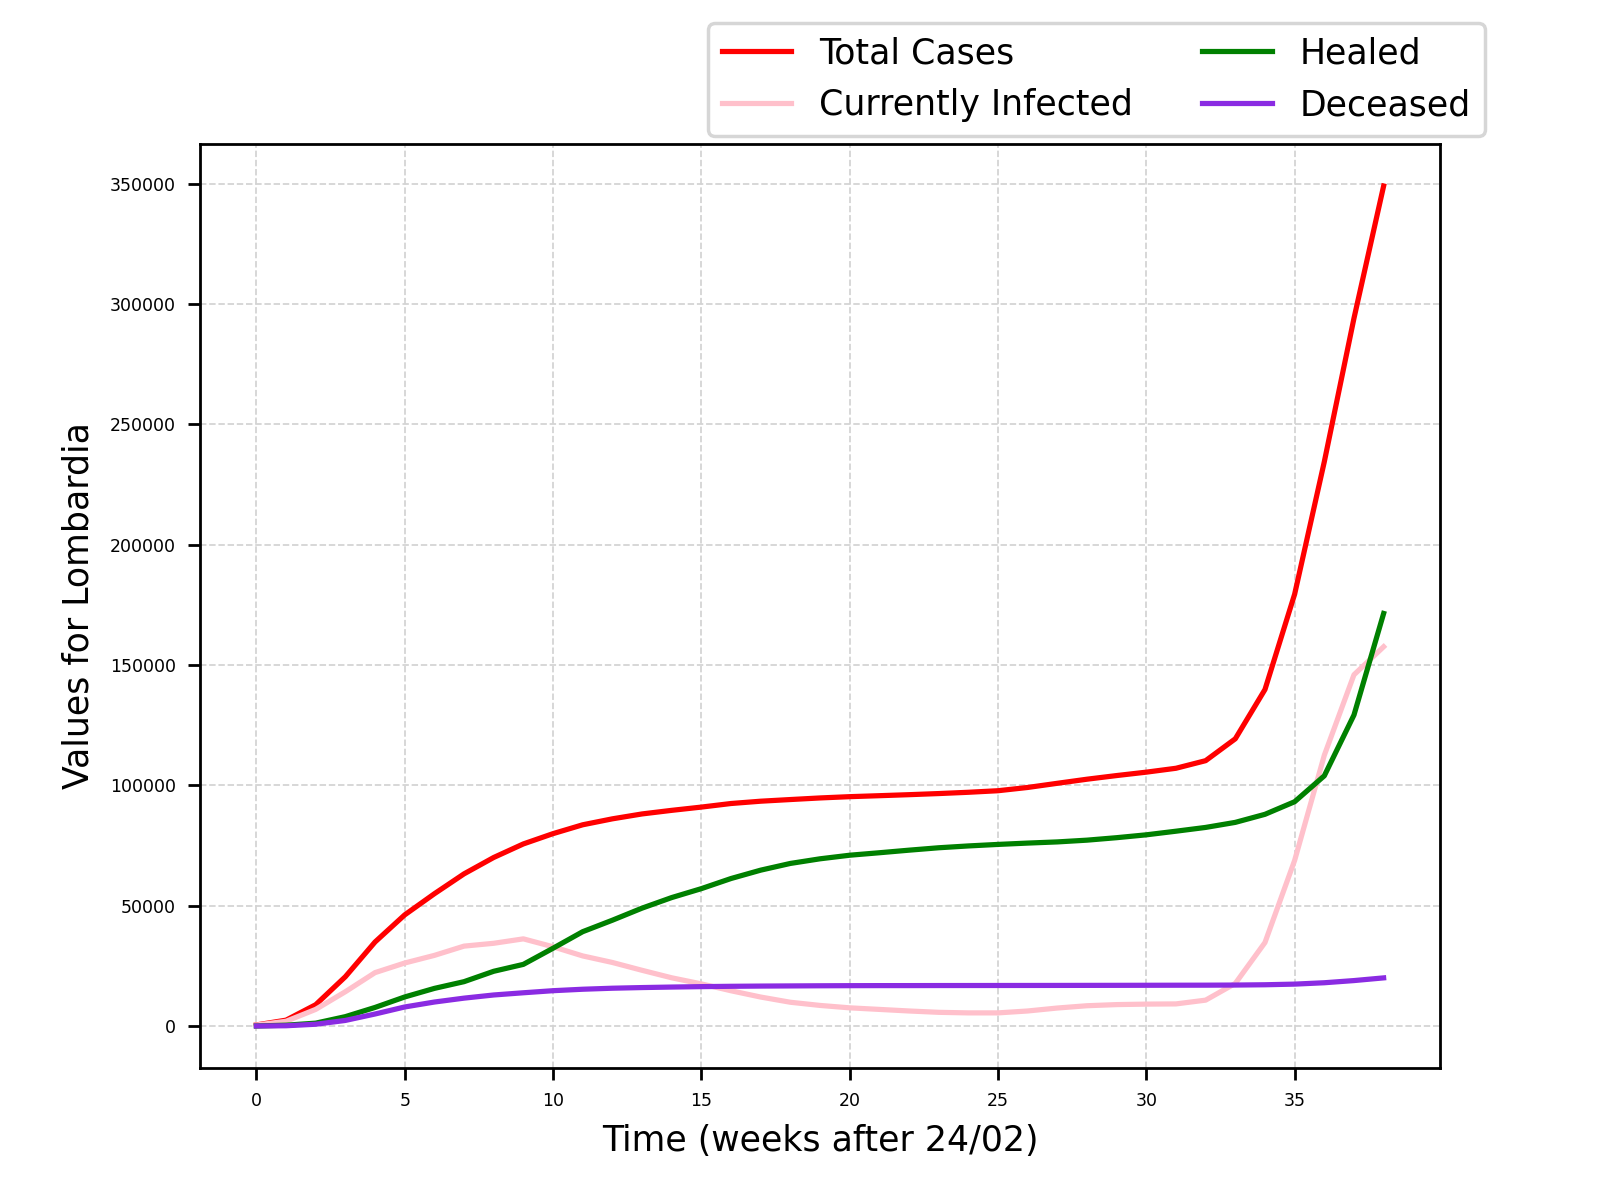 Total Cases
Currently Infected
Healed
Deceased
350000
300000
250000
200000
150000
100000
50000
0
Values for Lombardia
0 5 10 15 20 25 30 35
Time (weeks after 24/02)